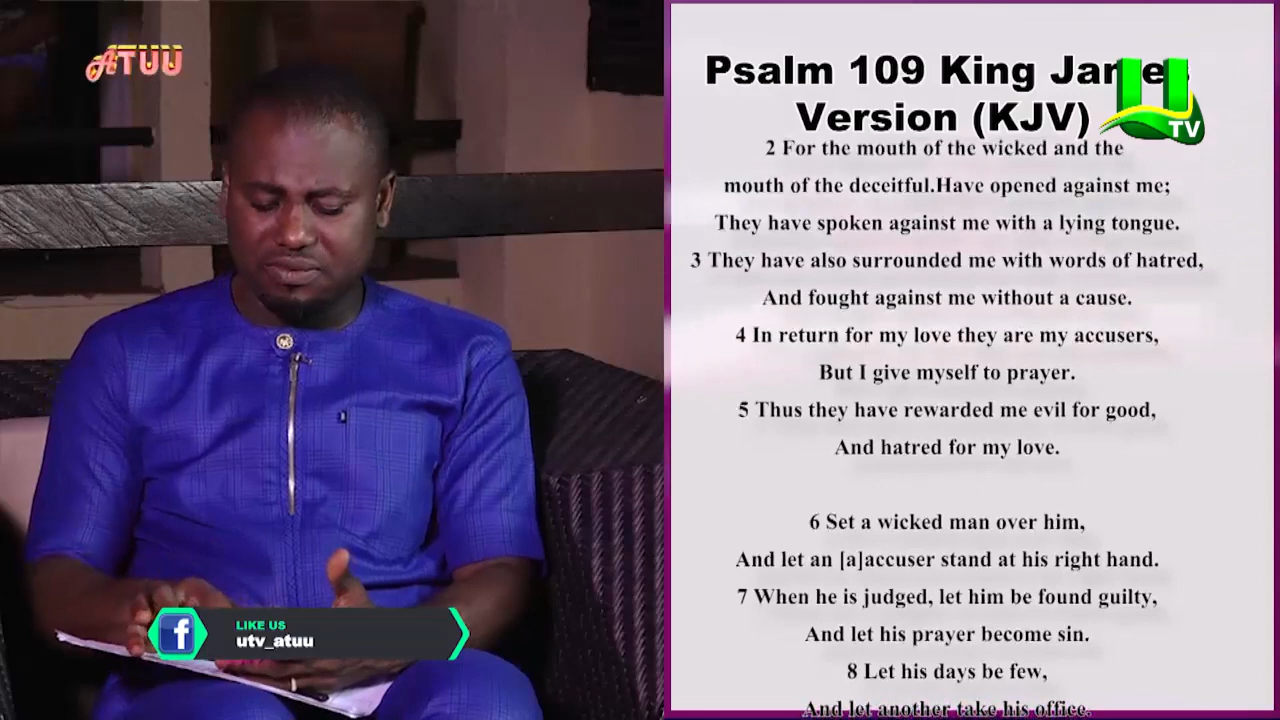 ATUU
Psalm 109 King James
Version (KJV)
TV
2 For the mouth of the wicked and the
mouth of the deceitful.Have opened against me;
They have spoken against me with a lying tongue.
3 They have also surrounded me with words of hatred,
And fought against me without a cause.
4 In return for my love they are my accusers,
But I give myself to prayer.
5 Thus they have rewarded me evil for good,
And hatred for my love.
6 Set a wicked man over him,
And let an [a]accuser stand at his right hand.
7 When he is judged, let him be found guilty,
And let his prayer become sin.
8 Let his days be few,
And let another take his office.
f
LIKE US
utv_atuu